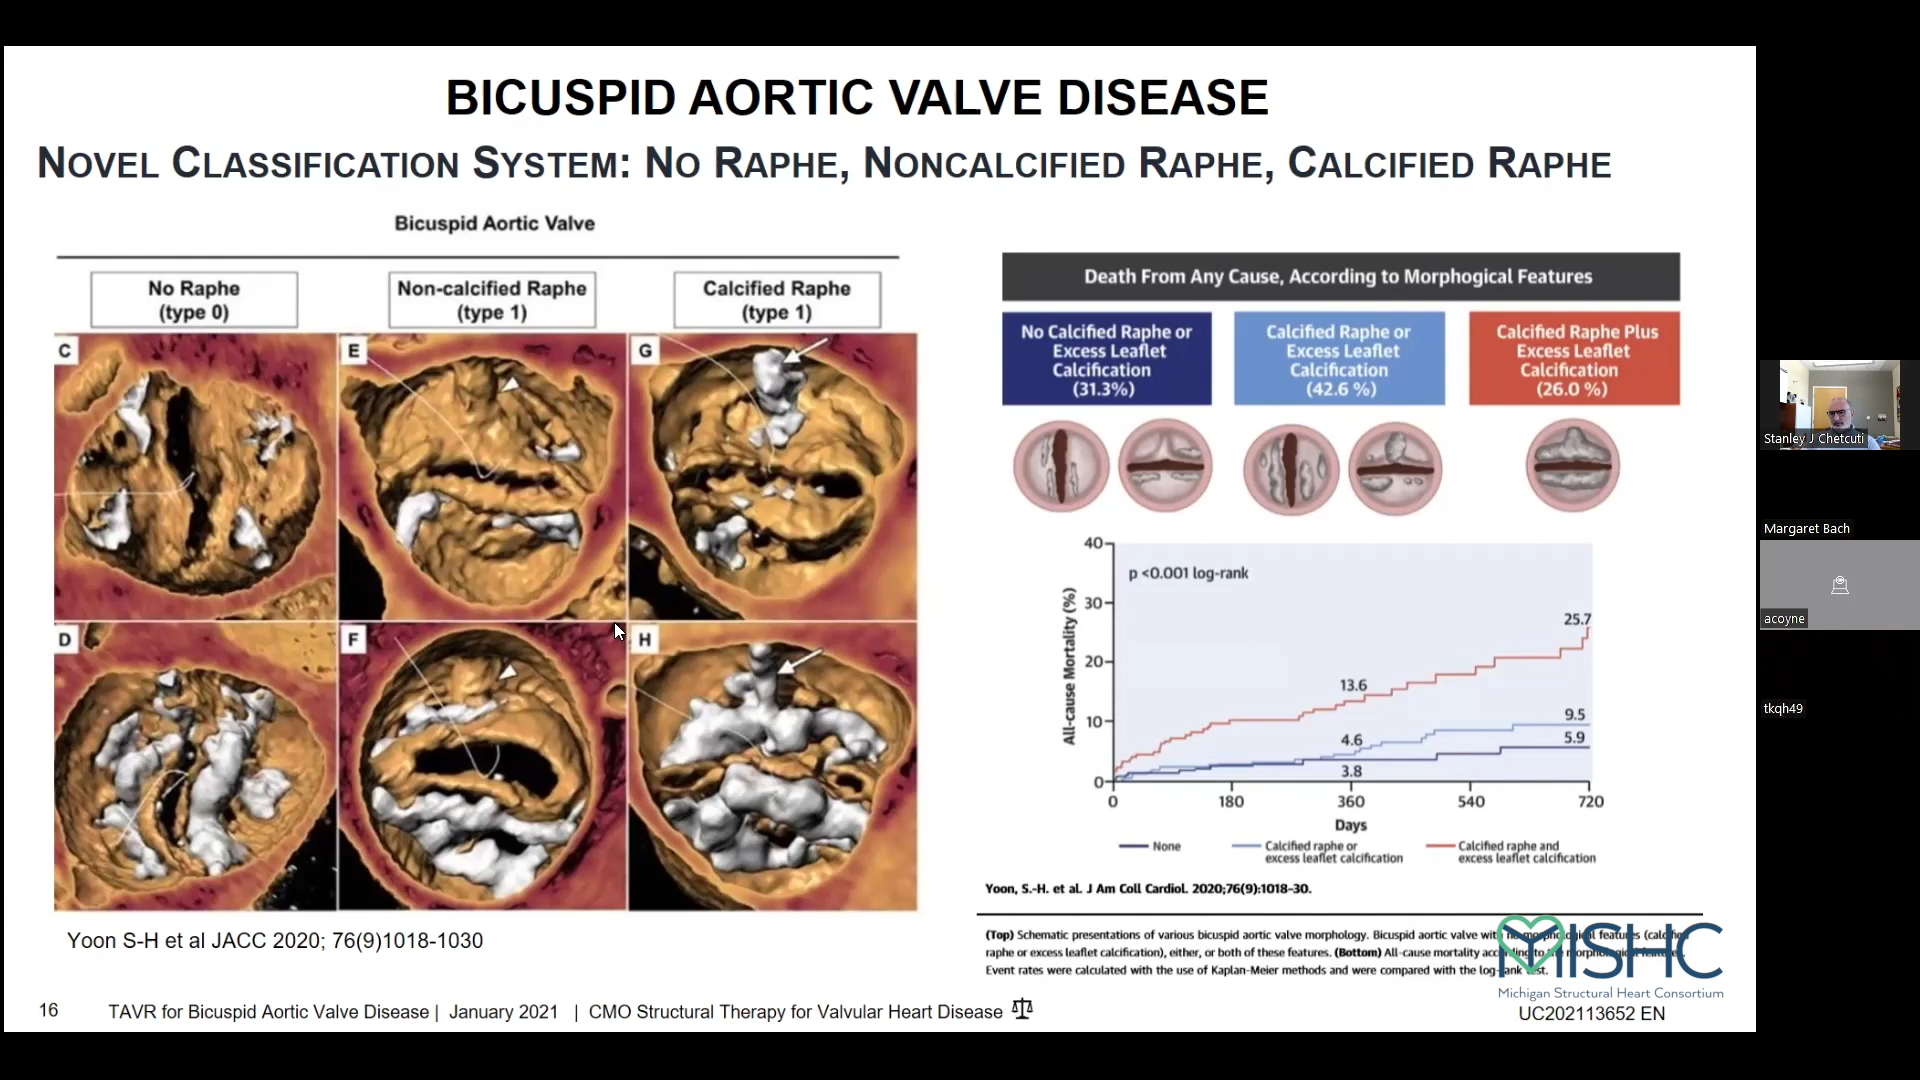 BICUSPID AORTIC VALVE DISEASE
NOVEL CLASSIFICATION SYSTEM: NO RAPHE, NONCALCIFIED RAPHE, CALCIFIED RAPHE
Bicuspid Aortic Valve
No Raphe
(type 0)
Non-calcified Raphe
(type 1)
Calcified Raphe
(type 1)
C
E
G
D
F
H
Yoon S-H et al JACC 2020; 76(9)1018-1030
Death From Any Cause, According to Morphogical Features
No Calcified Raphe or
Excess Leaflet
Calcification
(31.3%)
Calcified Raphe or
Excess Leaflet
Calcification
(42.6 %)
Calcified Raphe Plus
Excess Leaflet
Calcification
(26.0 %)
All-cause Mortality (%)
40
30
20
10
0
p <0.001 log-rank
25.7
13.6
9.5
4.6
5.9
3.8
0
180
360
540
720
Days
None
Calcified raphe or
excess leaflet calcification
Calcified raphe and
excess leaflet calcification
Yoon, S.-H. et al. J Am Coll Cardiol. 2020;76(9):1018-30.
(Top) Schematic presentations of various bicuspid aortic valve morphology. Bicuspid aortic valve with no morphological features (calcified
raphe or excess leaflet calcification), either, or both of these features. (Bottom) All-cause mortality according to the morphological features.
Event rates were calculated with the use of Kaplan-Meier methods and were compared with the log-rank test.
MISHC
Michigan Structural Heart Consortium
16
TAVR for Bicuspid Aortic Valve Disease | January 2021 | CMO Structural Therapy for Valvular Heart Disease
UC202113652 EN
Stanley J Chetcuti
Margaret Bach
acoyne
tkqh49